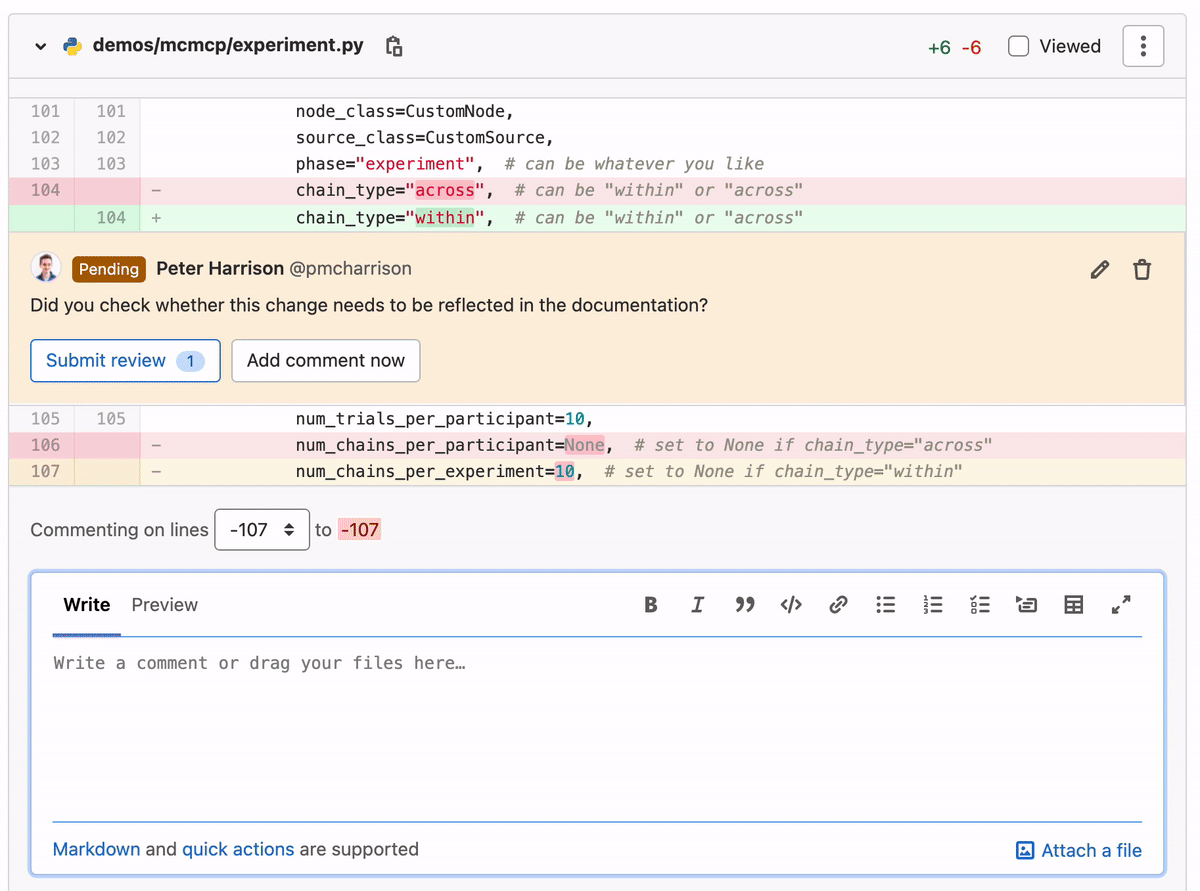 demos/mcmcp/experiment.py +6 -6 Viewed
101 101 node_class=CustomNode,
102 102 source_class=CustomSource,
103 103 phase="experiment", # can be whatever you like
104 - chain_type="across", # can be "within" or "across"
104 + chain_type="within", # can be "within" or "across"
Pending Peter Harrison @pmcharrison
Did you check whether this change needs to be reflected in the documentation?
Submit review 1 Add comment now
105 105 num_trials_per_participant=10,
106 - num_chains_per_participant=None, # set to None if chain_type="across"
107 - num_chains_per_experiment=10, # set to None if chain_type="within"
Commenting on lines -107 to -107
Write Preview
Write a comment or drag your files here…
Markdown and quick actions are supported Attach a file